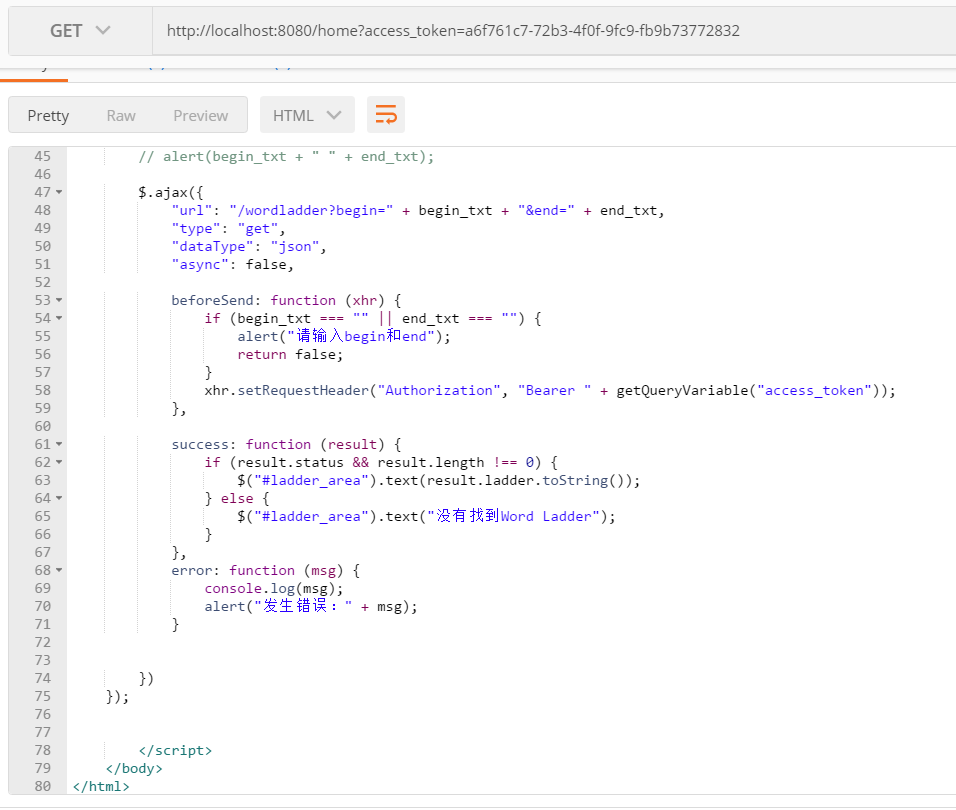 GET http://localhost:8080/home?access_token=a6f761c7-72b3-4f0f-9fc9-fb9b73772832
Pretty Raw Preview HTML
45 // alert(begin_txt + " " + end_txt);
46
47 $.ajax({
48 "url": "/wordladder?begin=" + begin_txt + "&end=" + end_txt,
49 "type": "get",
50 "dataType": "json",
51 "async": false,
52
53 beforeSend: function (xhr) {
54 if (begin_txt === "" || end_txt === "") {
55 alert("请输入begin和end");
56 return false;
57 }
58 xhr.setRequestHeader("Authorization", "Bearer " + getQueryVariable("access_token"));
59 },
60
61 success: function (result) {
62 if (result.status && result.length !== 0) {
63 $("#ladder_area").text(result.ladder.toString());
64 } else {
65 $("#ladder_area").text("没有找到Word Ladder");
66 }
67 },
68 error: function (msg) {
69 console.log(msg);
70 alert("发生错误：" + msg);
71 }
72
73
74 })
75 });
76
77
78 </script>
79 </body>
80 </html>